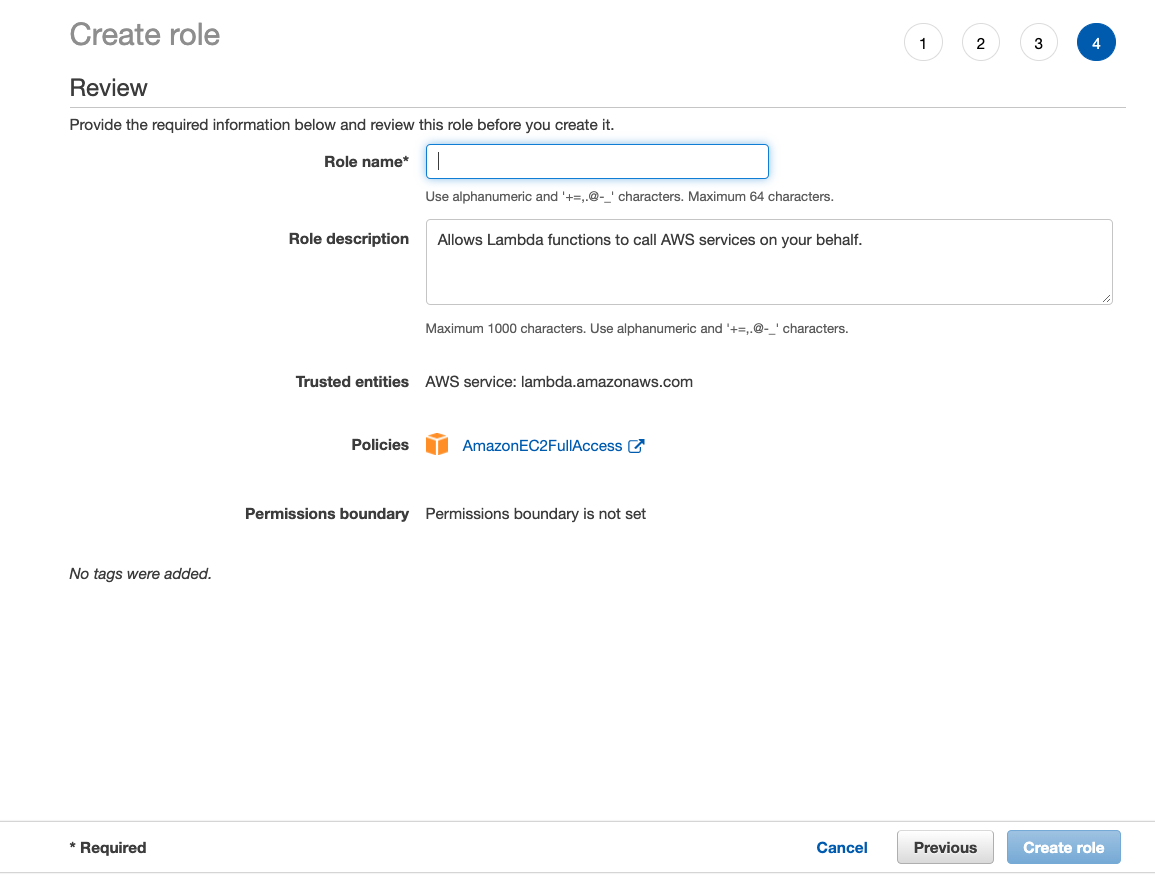 Create role
1 2 3 4
Review
Provide the required information below and review this role before you create it.
Role name*
Use alphanumeric and '+=,.@-_' characters. Maximum 64 characters.
Role description Allows Lambda functions to call AWS services on your behalf.
Maximum 1000 characters. Use alphanumeric and '+=,.@-_' characters.
Trusted entities AWS service: lambda.amazonaws.com
Policies AmazonEC2FullAccess
Permissions boundary Permissions boundary is not set
No tags were added.
* Required Cancel Previous Create role